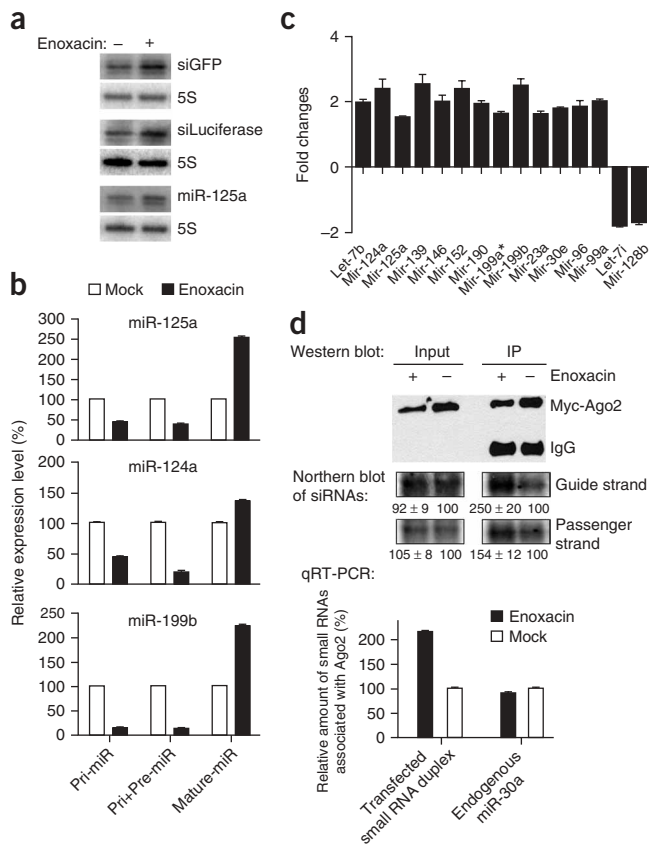 a
Enoxacin: – +
siGFP
5S
siLuciferase
5S
miR-125a
5S
b
Mock Enoxacin
Relative expression level (%)
miR-125a
300
250
200
150
100
50
0
miR-124a
200
150
100
50
0
miR-199b
250
200
150
100
50
0
Pri-miR
Pri+Pre-miR
Mature-miR
c
Fold changes
4
2
0
–2
Let-7b
Mir-124a
Mir-125a
Mir-139
Mir-146
Mir-152
Mir-190
Mir-199a*
Mir-199b
Mir-23a
Mir-30e
Mir-96
Mir-99a
Let-7i
Mir-128b
d
Western blot: Input IP
+ – + – Enoxacin
Myc-Ago2
IgG
Northern blot
of siRNAs:
Guide strand
92 ± 9 100 250 ± 20 100
Passenger
strand
105 ± 8 100 154 ± 12 100
qRT-PCR:
Relative amount of small RNAs
associated with Ago2 (%)
Enoxacin
Mock
200
150
100
50
0
Transfected
small RNA duplex
Endogenous
miR-30a